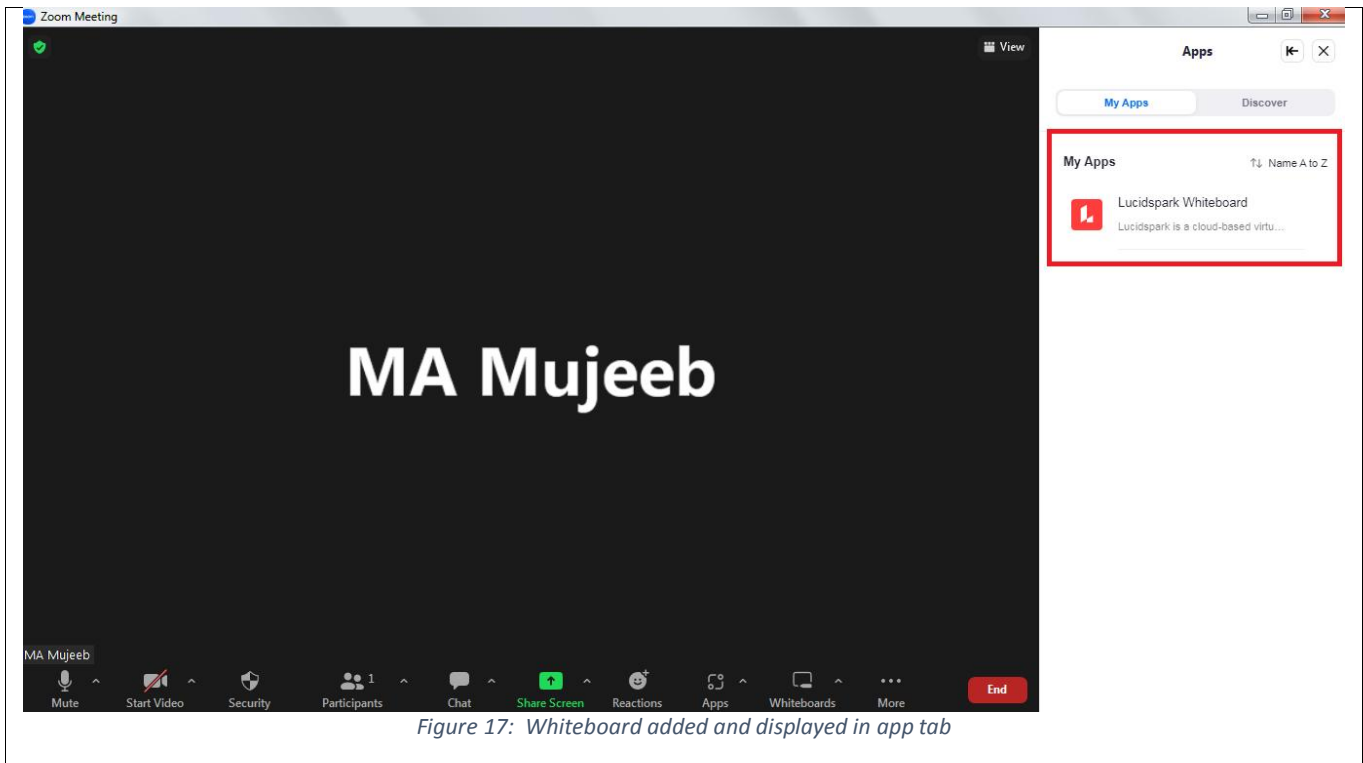 Zoom Meeting
View
Apps
My Apps Discover
My Apps ↑↓ Name A to Z
Lucidspark Whiteboard
Lucidspark is a cloud-based virtu...
MA Mujeeb
MA Mujeeb
1
Mute Start Video Security Participants Chat Share Screen Reactions Apps Whiteboards More End
Figure 17: Whiteboard added and displayed in app tab